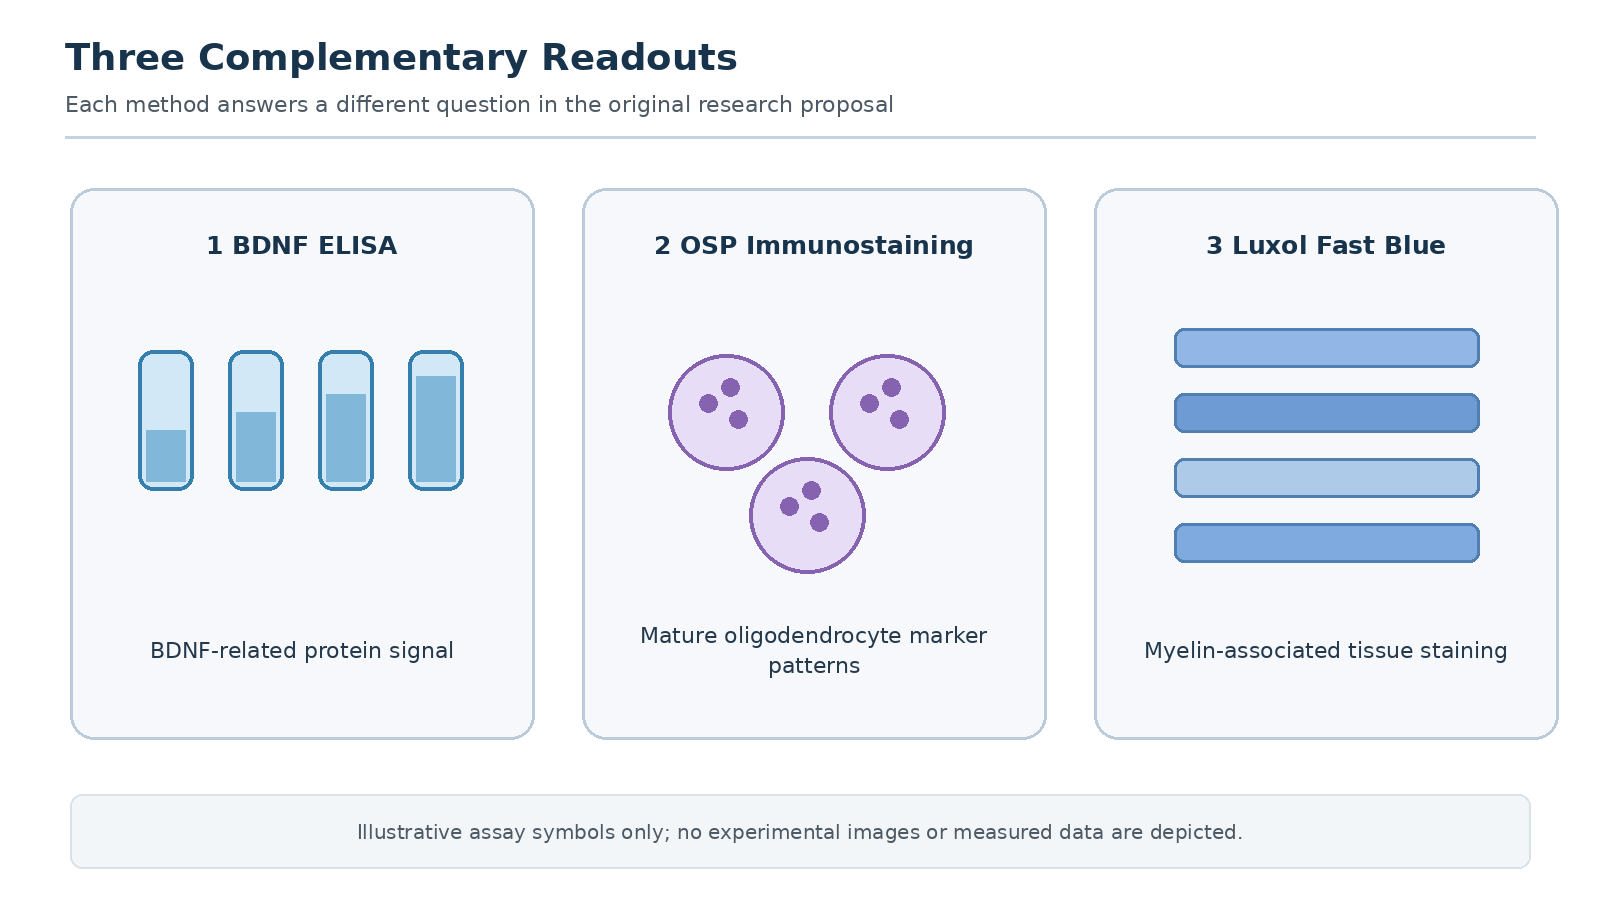 Three Complementary Readouts
Each method answers a different question in the original research proposal
1 BDNF ELISA
BDNF-related protein signal
2 OSP Immunostaining
Mature oligodendrocyte marker
patterns
3 Luxol Fast Blue
Myelin-associated tissue staining
Illustrative assay symbols only; no experimental images or measured data are depicted.